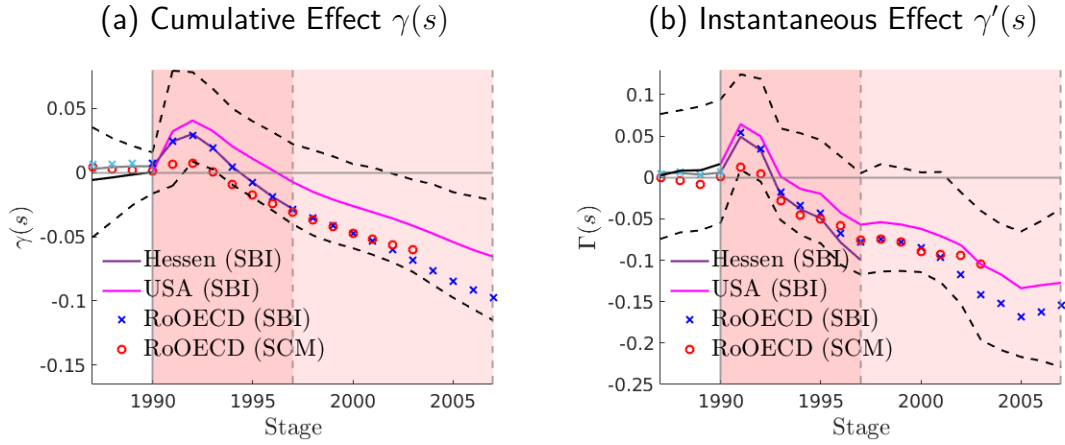 (a) Cumulative Effect γ(s)
0.05
0
-0.05
-0.1
-0.15
γ(s)
Hessen (SBI)
USA (SBI)
RoOECD (SBI)
RoOECD (SCM)
1990 1995 2000 2005
Stage
(b) Instantaneous Effect γ′(s)
0.1
0.05
0
-0.05
-0.1
-0.15
-0.2
-0.25
Γ(s)
Hessen (SBI)
USA (SBI)
RoOECD (SBI)
RoOECD (SCM)
1990 1995 2000 2005
Stage